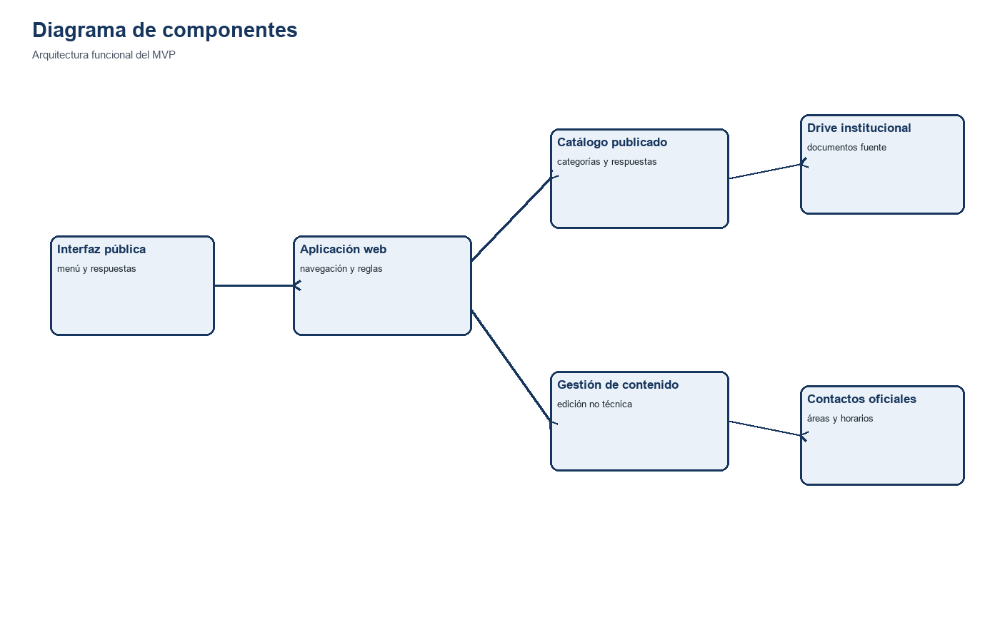 Diagrama de componentes
Arquitectura funcional del MVP
Interfaz pública
menú y respuestas
Aplicación web
navegación y reglas
Catálogo publicado
categorías y respuestas
Drive institucional
documentos fuente
Gestión de contenido
edición no técnica
Contactos oficiales
áreas y horarios